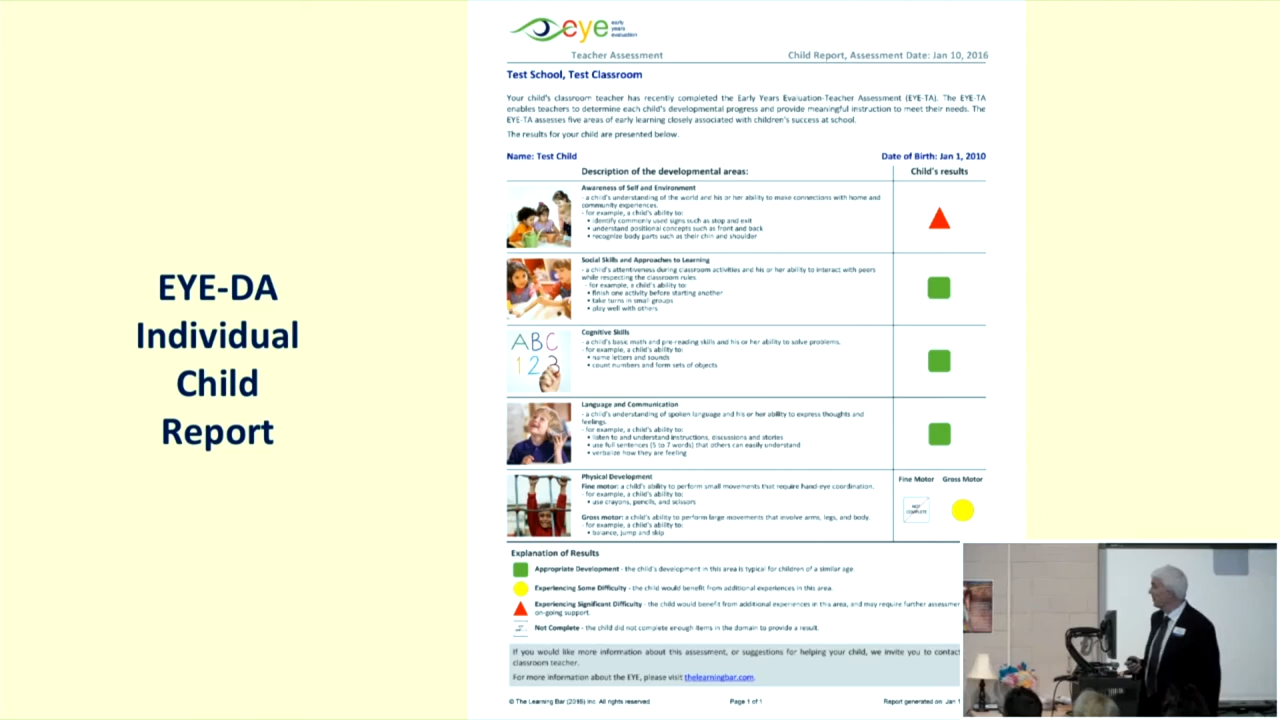 EYE-DA
Individual
Child
Report
eye early
years
evaluation
Teacher Assessment
Child Report, Assessment Date: Jan 10, 2016
Test School, Test Classroom
Your child's classroom teacher has recently completed the Early Years Evaluation-Teacher Assessment (EYE-TA). The EYE-TA
enables teachers to determine each child's developmental progress and provide meaningful instruction to meet their needs. The
EYE-TA assesses five areas of early learning closely associated with children's success at school.
The results for your child are presented below.
Name: Test Child
Date of Birth: Jan 1, 2010
Description of the developmental areas:
Child's results
Awareness of Self and Environment
- a child's understanding of the world and his or her ability to make connections with home and
community experiences.
- for example, a child's ability to:
• identify commonly used signs such as stop and exit
• understand positional concepts such as front and back
• recognize body parts such as their chin and shoulder
Social Skills and Approaches to Learning
- a child's attentiveness during classroom activities and his or her ability to interact with peers
while respecting the classroom rules.
- for example, a child's ability to:
• finish one activity before starting another
• take turns in small groups
• play well with others
ABC
123
Cognitive Skills
- a child's basic math and pre-reading skills and his or her ability to solve problems.
- for example, a child's ability to:
• name letters and sounds
• count numbers and form sets of objects
Language and Communication
- a child's understanding of spoken language and his or her ability to express thoughts and
feelings.
- for example, a child's ability to:
• listen to and understand instructions, discussions and stories
• use full sentences (5 to 7 words) that others can easily understand
• verbalize how they are feeling
Physical Development
Fine motor: a child's ability to perform small movements that require hand-eye coordination.
- for example, a child's ability to:
• use crayons, pencils, and scissors
Gross motor: a child's ability to perform large movements that involve arms, legs, and body.
- for example, a child's ability to:
• balance, jump and skip
Fine Motor Gross Motor
NOT
COMPLETE
Explanation of Results
Appropriate Development - the child's development in this area is typical for children of a similar age
Experiencing Some Difficulty - the child would benefit from additional experiences in this area.
Experiencing Significant Difficulty - the child would benefit from additional experiences in this area, and may require further assessmen
on-going support.
Not Complete - the child did not complete enough items in the domain to provide a result.
If you would like more information about this assessment, or suggestions for helping your child, we invite you to contact
classroom teacher.
For more information about the EYE, please visit thelearningbar.com.
© The Learning Bar (2016) Inc. All rights reserved
Page 1 of 1
Report generated on Jan 1